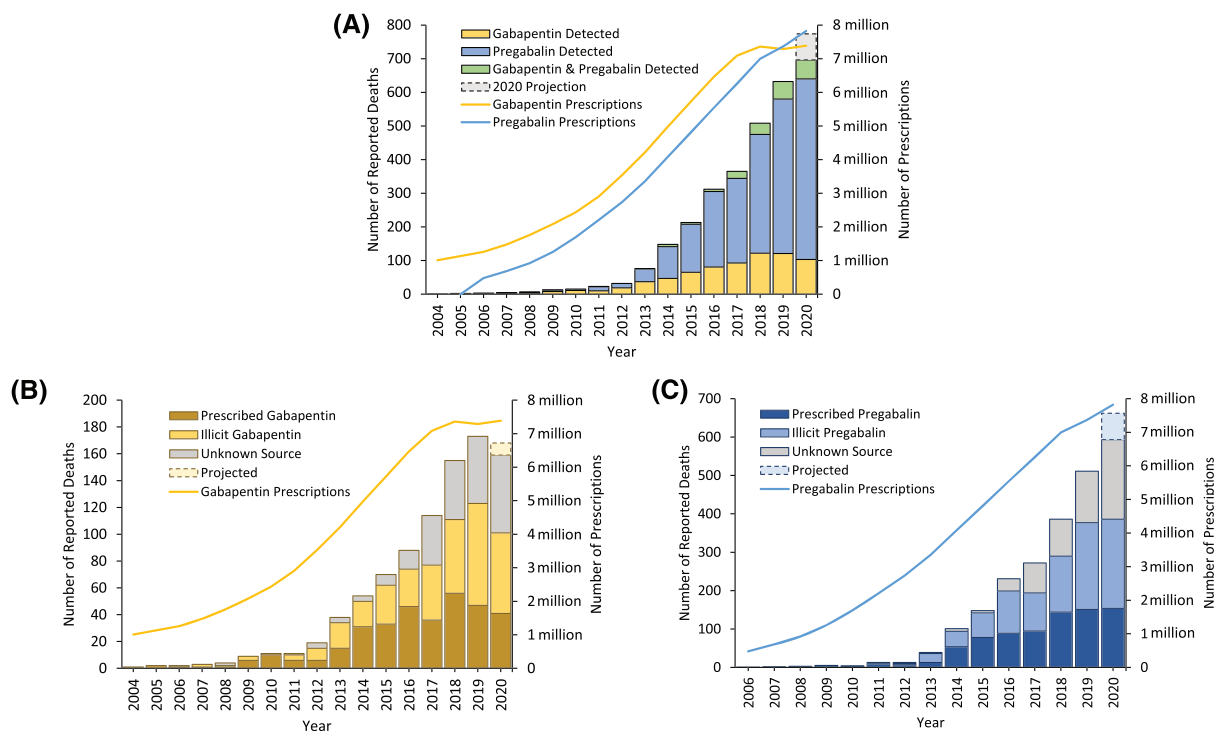 (A)
Number of Reported Deaths
800
700
600
500
400
300
200
100
0
Gabapentin Detected
Pregabalin Detected
Gabapentin & Pregabalin Detected
2020 Projection
Gabapentin Prescriptions
Pregabalin Prescriptions
8 million
7 million
6 million
5 million
4 million
3 million
2 million
1 million
0
Number of Prescriptions
2004 2005 2006 2007 2008 2009 2010 2011 2012 2013 2014 2015 2016 2017 2018 2019 2020
Year
(B)
Number of Reported Deaths
200
180
160
140
120
100
80
60
40
20
0
Prescribed Gabapentin
Illicit Gabapentin
Unknown Source
Projected
Gabapentin Prescriptions
8 million
7 million
6 million
5 million
4 million
3 million
2 million
1 million
0
Number of Prescriptions
2004 2005 2006 2007 2008 2009 2010 2011 2012 2013 2014 2015 2016 2017 2018 2019 2020
Year
(C)
Number of Reported Deaths
700
600
500
400
300
200
100
0
Prescribed Pregabalin
Illicit Pregabalin
Unknown Source
Projected
Pregabalin Prescriptions
8 million
7 million
6 million
5 million
4 million
3 million
2 million
1 million
0
Number of Prescriptions
2006 2007 2008 2009 2010 2011 2012 2013 2014 2015 2016 2017 2018 2019 2020
Year